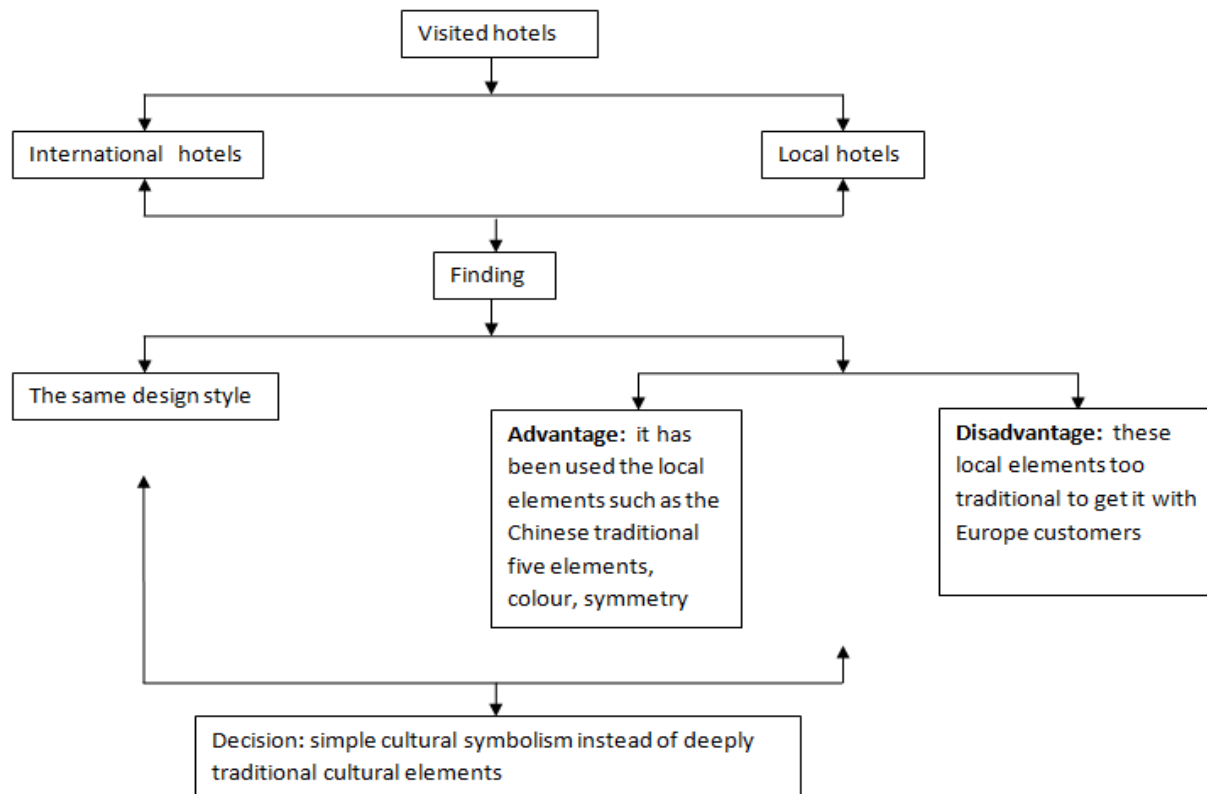 Visited hotels
International hotels
Local hotels
Finding
The same design style
Advantage: it has
been used the local
elements such as the
Chinese traditional
five elements,
colour, symmetry
Disadvantage: these
local elements too
traditional to get it with
Europe customers
Decision: simple cultural symbolism instead of deeply
traditional cultural elements